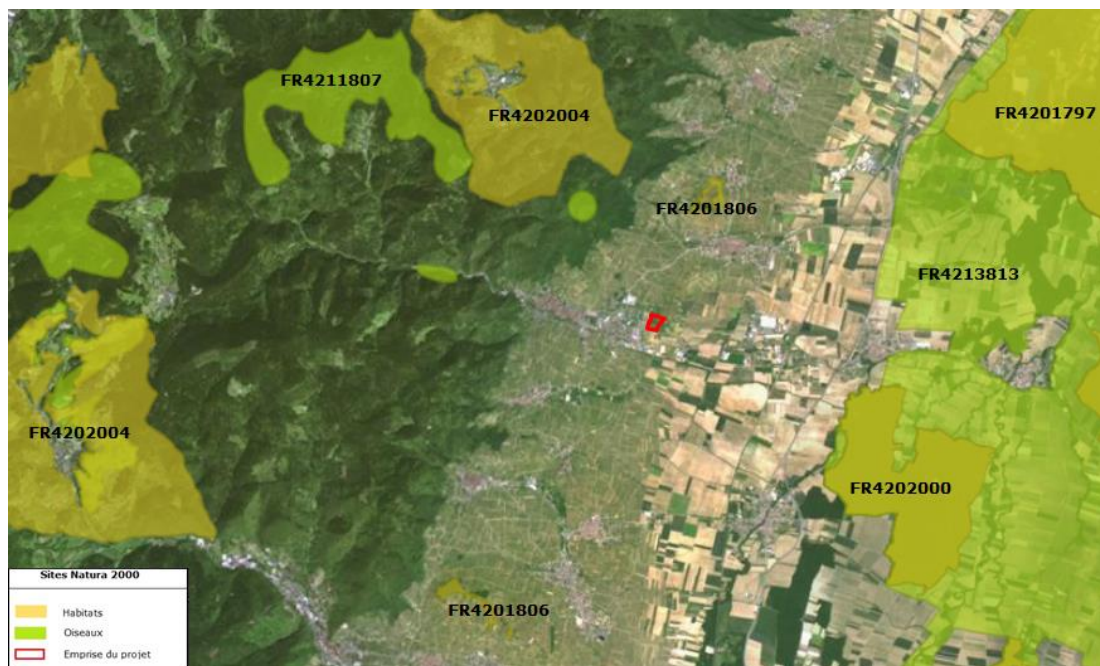 FR4211807
FR4202004
FR4201797
FR4201806
FR4213813
FR4202004
FR4202000
FR4201806
Sites Natura 2000
Habitats
Oiseaux
Emprise du projet